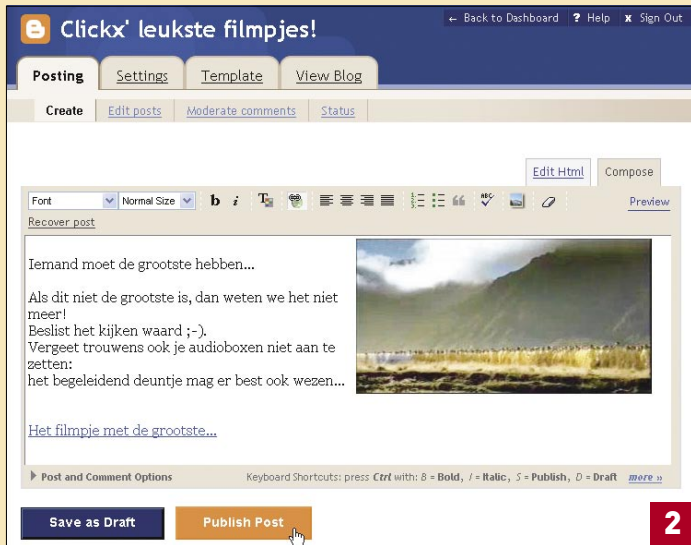 Clickx' leukste filmpjes!
← Back to Dashboard ? Help x Sign Out
Posting Settings Template View Blog
Create Edit posts Moderate comments Status
Edit Html Compose
Font Normal Size b i ABC Preview
Recover post
Iemand moet de grootste hebben...
Als dit niet de grootste is, dan weten we het niet
meer!
Beslist het kijken waard ;-).
Vergeet trouwens ook je audioboxen niet aan te
zetten:
het begeleidend deuntje mag er best ook wezen...
Het filmpje met de grootste...
Post and Comment Options Keyboard Shortcuts: press Ctrl with: B = Bold, I = Italic, S = Publish, D = Draft more »
Save as Draft Publish Post
2